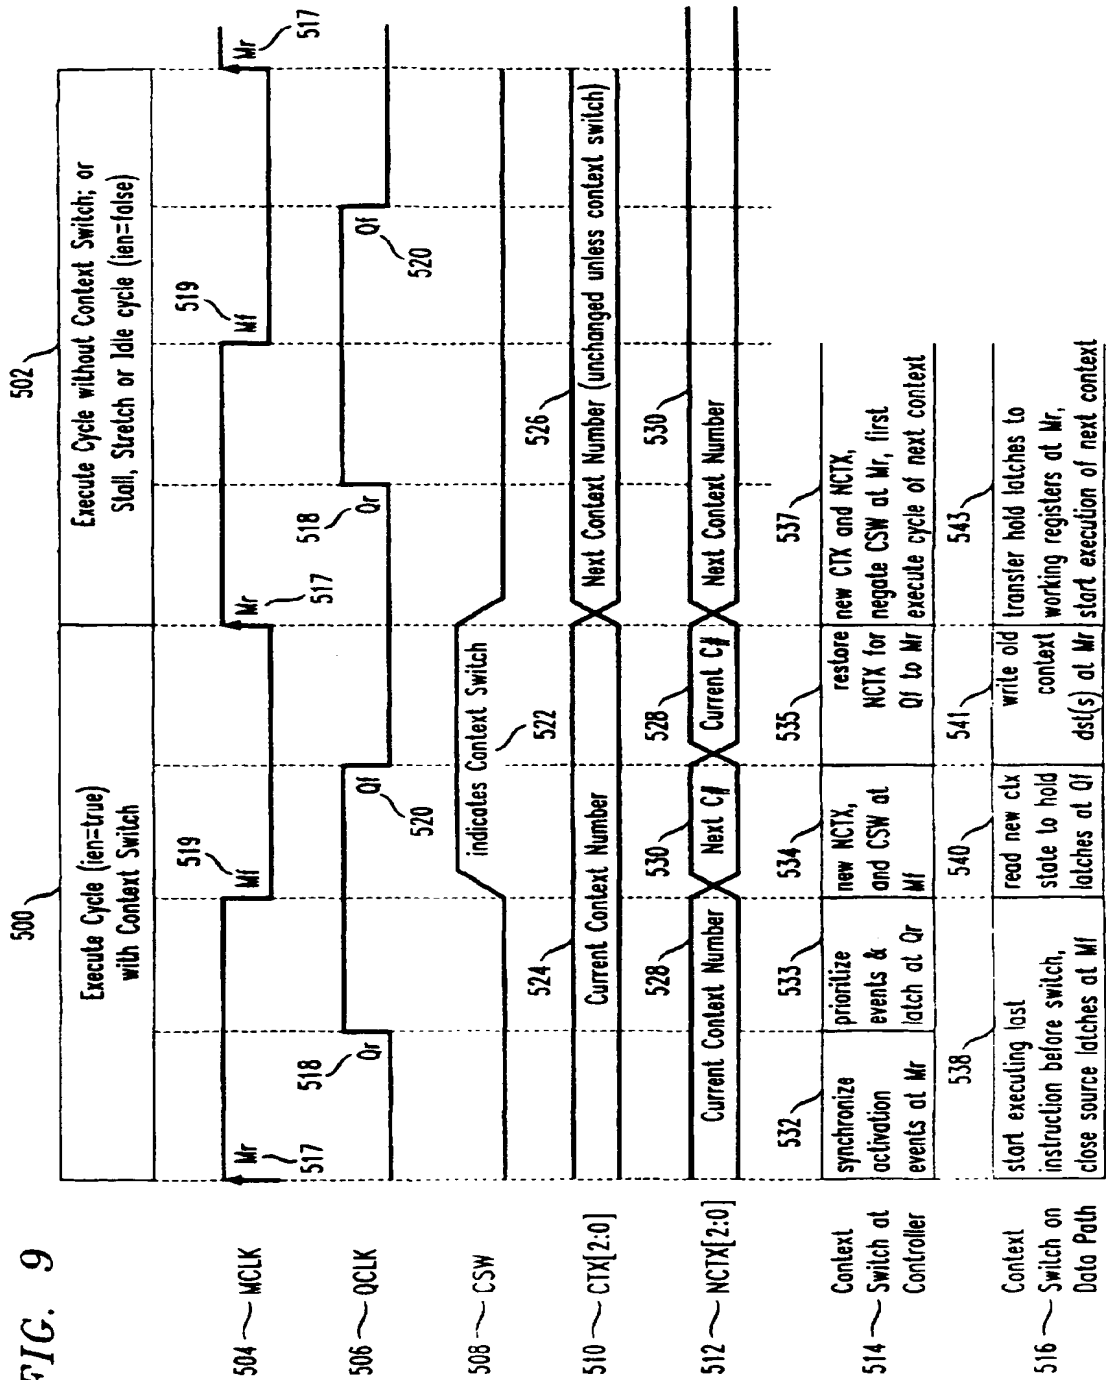 FIG. 9
500
502
Execute Cycle (ien=true)
with Context Switch
Execute Cycle without Context Switch; or
Stall, Stretch or Idle cycle (ien=false)
504
MCLK
Mr
517
Mf
519
Mr
517
Mf
519
Mr
517
506
QCLK
Qr
518
Qf
520
Qr
518
Qf
520
508
CSW
indicates Context Switch
522
510
CTX[2:0]
524
Current Context Number
526
Next Context Number (unchanged unless context switch)
512
NCTX[2:0]
528
Current Context Number
530
Next C#
528
Current C#
530
Next Context Number
514
Context
Switch at
Controller
532
synchronize
activation
events at Mr
533
prioritize
events &
latch at Qr
534
new NCTX,
and CSW at
Mf
535
restore
NCTX for
Qf to Mr
537
new CTX and NCTX,
negate CSW at Mr, first
execute cycle of next context
516
Context
Switch on
Data Path
538
start executing last
instruction before switch,
close source latches at Mf
540
read new ctx
state to hold
latches at Qf
541
write old
context
dst(s) at Mr
543
transfer hold latches to
working registers at Mr,
start execution of next context